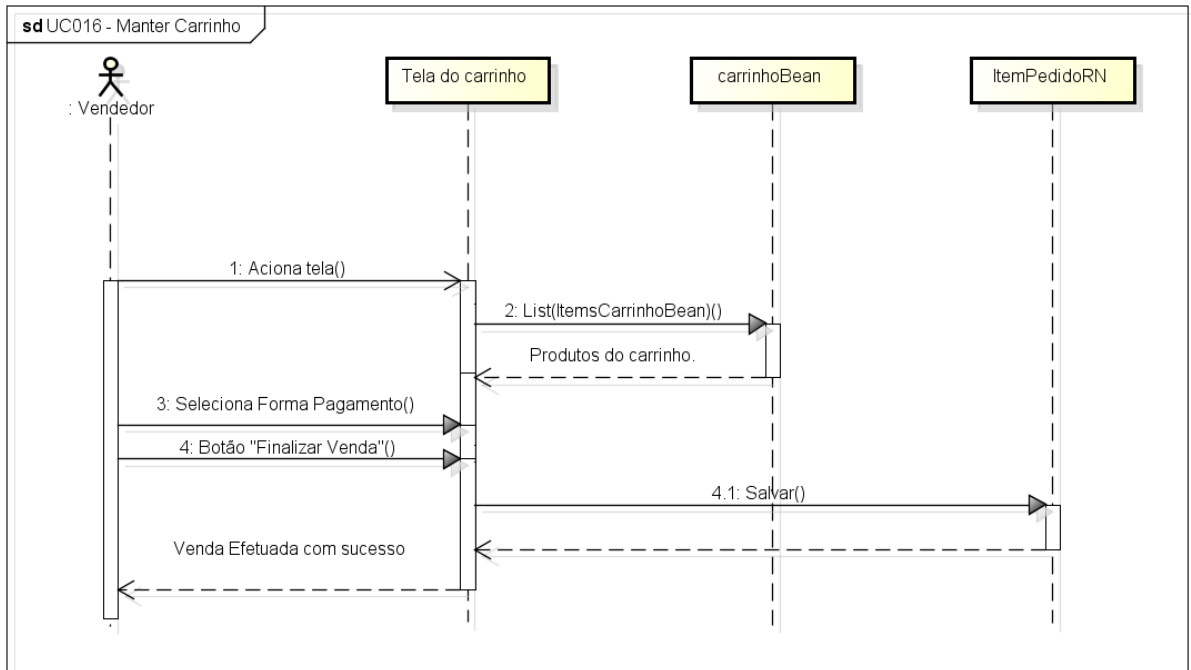 sd UC016 - Manter Carrinho
: Vendedor
Tela do carrinho
carrinhoBean
ItemPedidoRN
1: Aciona tela()
2: List(ItemsCarrinhoBean)()
Produtos do carrinho.
3: Seleciona Forma Pagamento()
4: Botão "Finalizar Venda"()
4.1: Salvar()
Venda Efetuada com sucesso